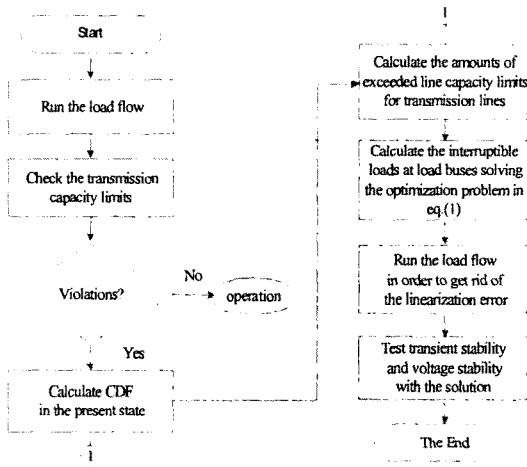 Start
Run the load flow
Check the transmission
capacity limits
Violations?
No
operation
Yes
Calculate CDF
in the present state
Calculate the amounts of
exceeded line capacity limits
for transmission lines
Calculate the interruptible
loads at load buses solving
the optimization problem in
eq.(1)
Run the load flow
in order to get rid of
the linearization error
Test transient stability
and voltage stability
with the solution
The End